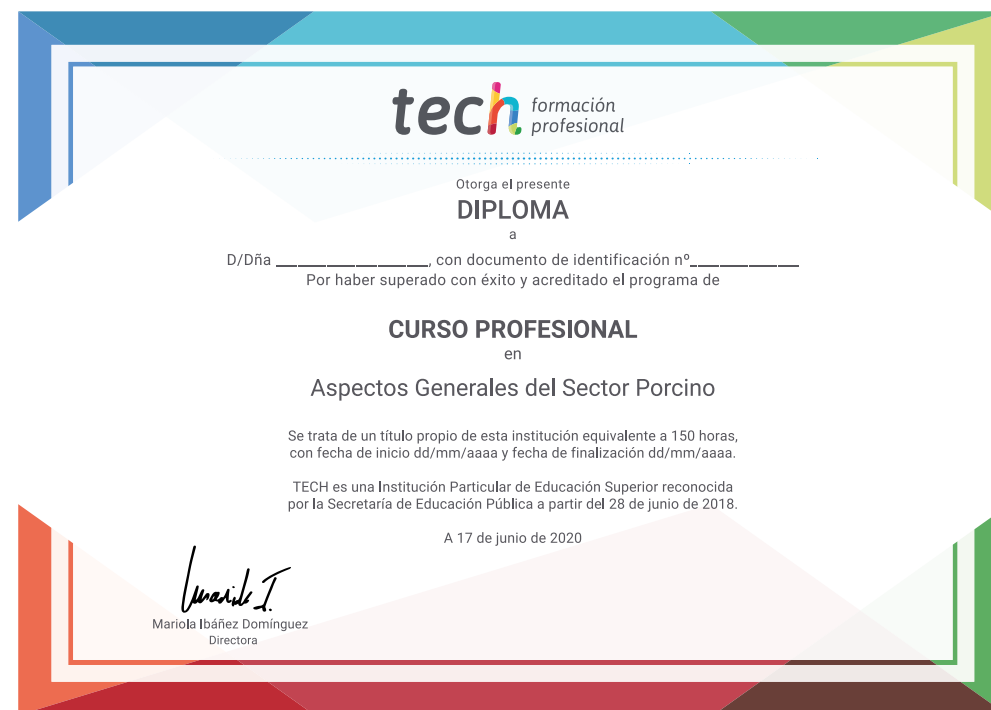 tech formación
profesional
Otorga el presente
DIPLOMA
a
D/Dña ____________________, con documento de identificación nº______________
Por haber superado con éxito y acreditado el programa de
CURSO PROFESIONAL
en
Aspectos Generales del Sector Porcino
Se trata de un título propio de esta institución equivalente a 150 horas,
con fecha de inicio dd/mm/aaaa y fecha de finalización dd/mm/aaaa.
TECH es una Institución Particular de Educación Superior reconocida
por la Secretaría de Educación Pública a partir del 28 de junio de 2018.
A 17 de junio de 2020
Mariola I.
Mariola Ibáñez Domínguez
Directora